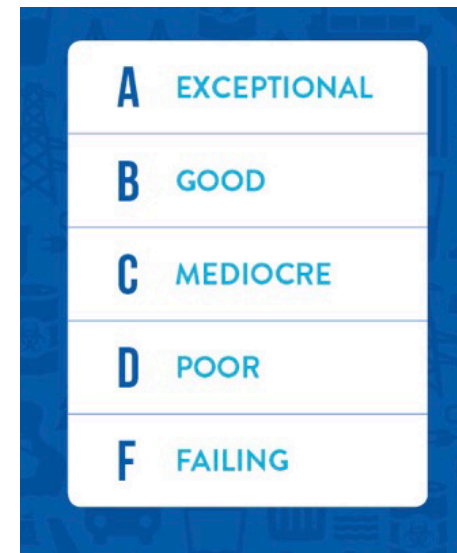 A EXCEPTIONAL
B GOOD
C MEDIOCRE
D POOR
F FAILING